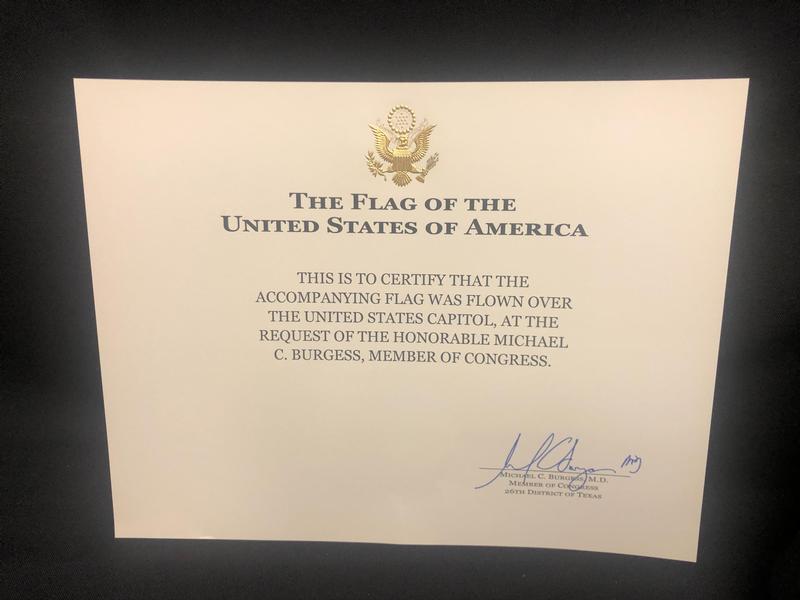 THE FLAG OF THE
UNITED STATES OF AMERICA
THIS IS TO CERTIFY THAT THE
ACCOMPANYING FLAG WAS FLOWN OVER
THE UNITED STATES CAPITOL, AT THE
REQUEST OF THE HONORABLE MICHAEL
C. BURGESS, MEMBER OF CONGRESS.
MICHAEL C. BURGESS, M.D.
MEMBER OF CONGRESS
26TH DISTRICT OF TEXAS